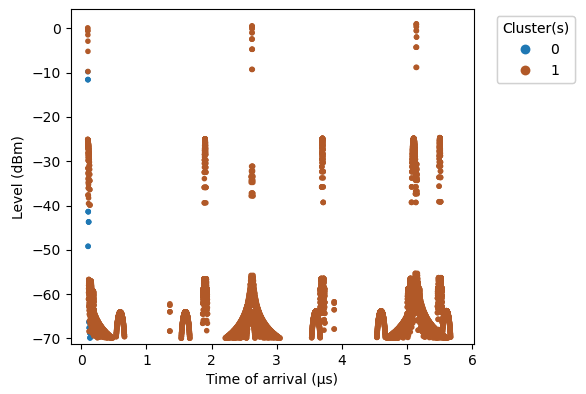 Cluster(s)
0
1
0
−10
−20
−30
−40
−50
−60
−70
Level (dBm)
0 1 2 3 4 5 6
Time of arrival (μs)